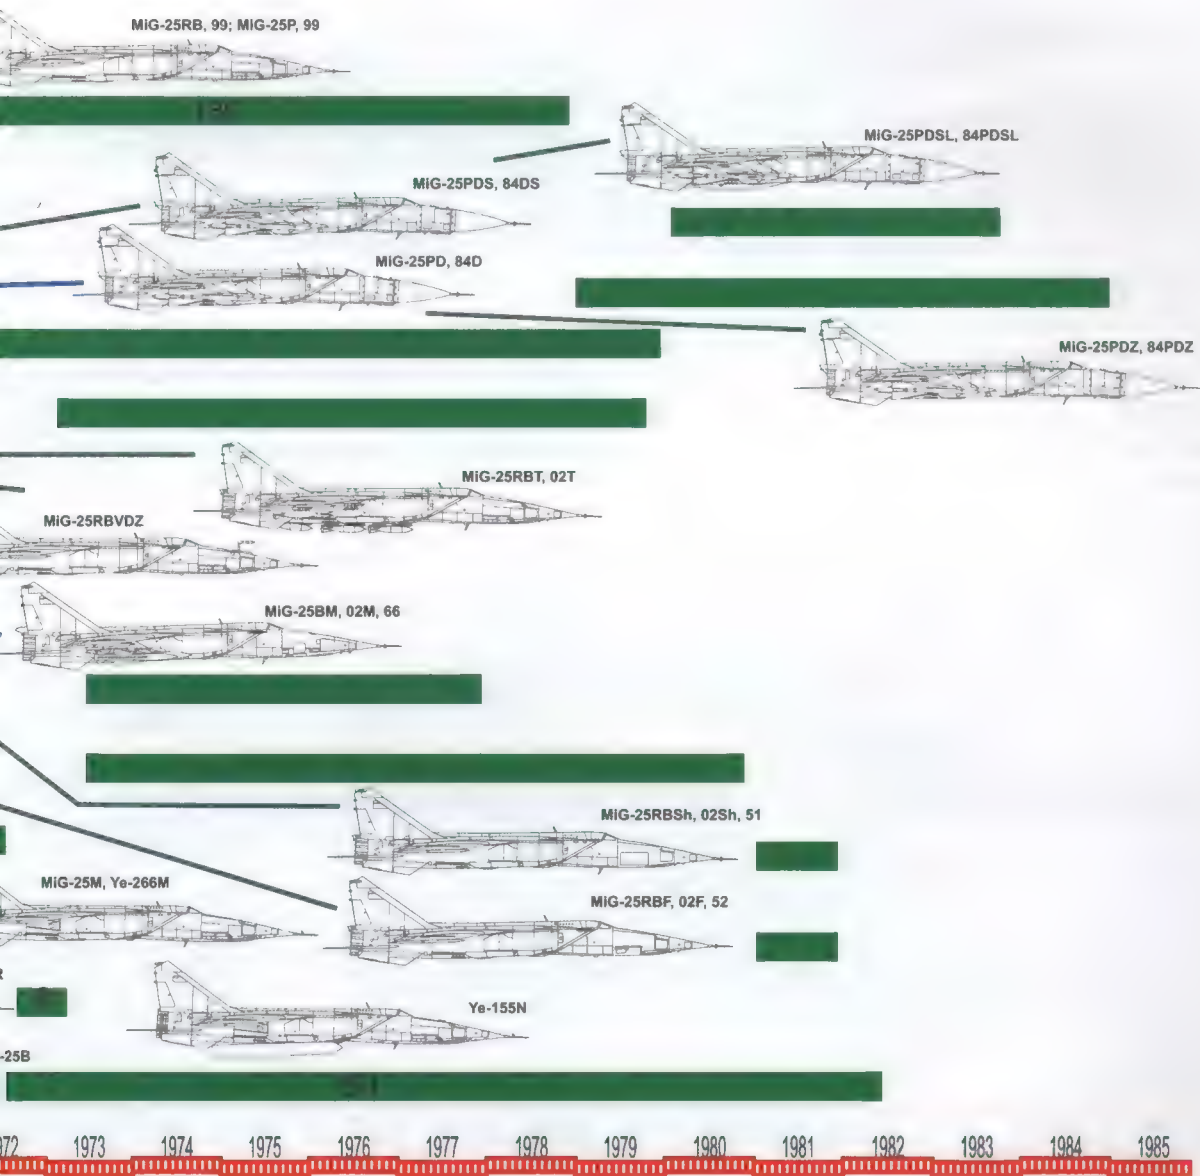 MiG-25RB, 99; MiG-25P, 99
MiG-25PDSL, 84PDSL
MiG-25PDS, 84DS
MiG-25PD, 84D
MiG-25PDZ, 84PDZ
MiG-25RBT, 02T
MiG-25RBVDZ
MiG-25BM, 02M, 66
MiG-25RBSh, 02Sh, 51
MiG-25M, Ye-266M
MiG-25RBF, 02F, 52
R
Ye-155N
-25B
972 1973 1974 1975 1976 1977 1978 1979 1980 1981 1982 1983 1984 1985